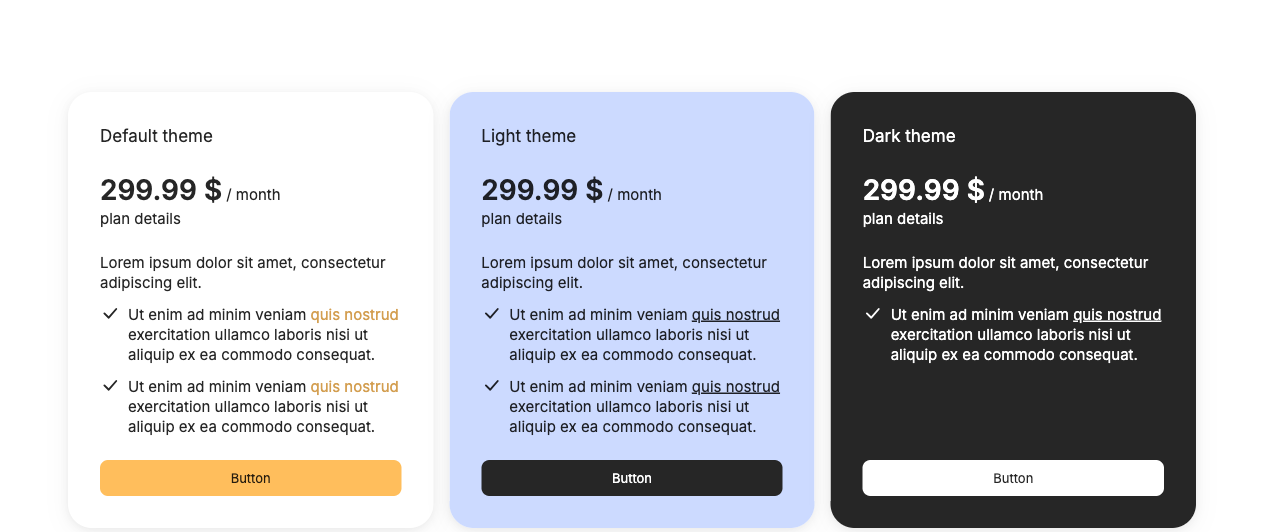 Default theme
299.99 $ / month
plan details
Lorem ipsum dolor sit amet, consectetur
adipiscing elit.
Ut enim ad minim veniam quis nostrud
exercitation ullamco laboris nisi ut
aliquip ex ea commodo consequat.
Ut enim ad minim veniam quis nostrud
exercitation ullamco laboris nisi ut
aliquip ex ea commodo consequat.
Button
Light theme
299.99 $ / month
plan details
Lorem ipsum dolor sit amet, consectetur
adipiscing elit.
Ut enim ad minim veniam quis nostrud
exercitation ullamco laboris nisi ut
aliquip ex ea commodo consequat.
Ut enim ad minim veniam quis nostrud
exercitation ullamco laboris nisi ut
aliquip ex ea commodo consequat.
Button
Dark theme
299.99 $ / month
plan details
Lorem ipsum dolor sit amet, consectetur
adipiscing elit.
Ut enim ad minim veniam quis nostrud
exercitation ullamco laboris nisi ut
aliquip ex ea commodo consequat.
Button